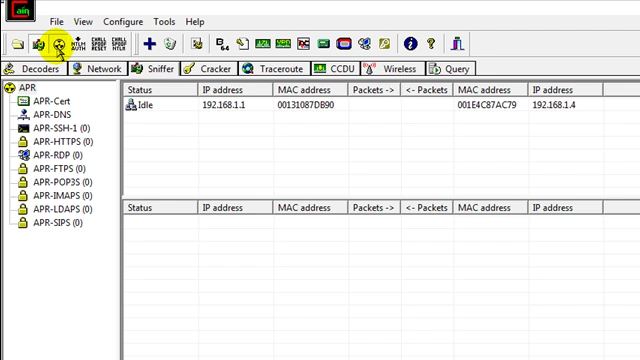 Cain
File View Configure Tools Help
NTLM AUTH CHALL SPOOF RESET CHALL SPOOF NTLM B 64
Decoders Network Sniffer Cracker Traceroute CCDU Wireless Query
APR
APR-Cert
APR-DNS
APR-SSH-1 (0)
APR-HTTPS (0)
APR-RDP (0)
APR-FTPS (0)
APR-POP3S (0)
APR-IMAPS (0)
APR-LDAPS (0)
APR-SIPS (0)
Status IP address MAC address Packets -> <- Packets MAC address IP address
Idle 192.168.1.1 00131087DB90 001E4C87AC79 192.168.1.4
Status IP address MAC address Packets -> <- Packets MAC address IP address